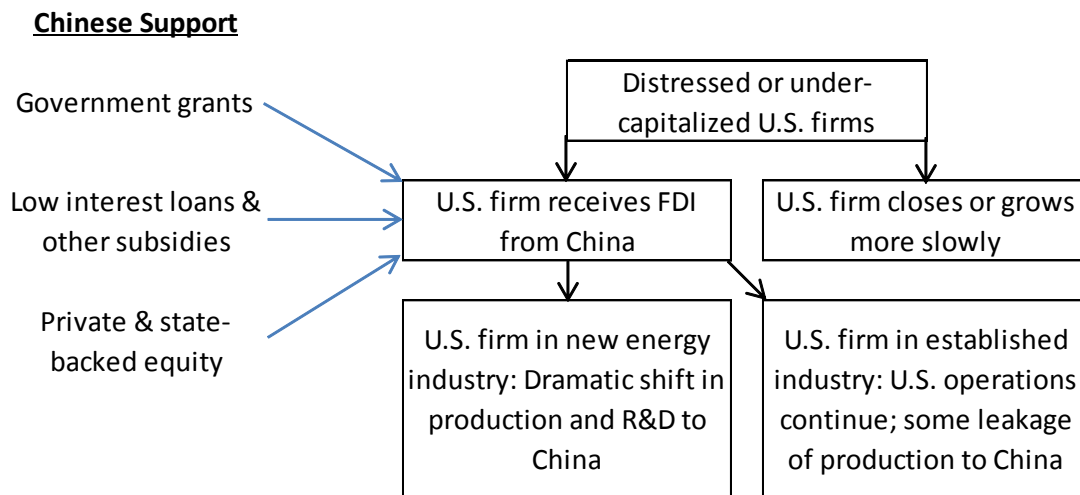 Chinese Support
Government grants
Low interest loans &
other subsidies
Private & state-
backed equity
Distressed or under-
capitalized U.S. firms
U.S. firm receives FDI
from China
U.S. firm closes or grows
more slowly
U.S. firm in new energy
industry: Dramatic shift in
production and R&D to
China
U.S. firm in established
industry: U.S. operations
continue; some leakage
of production to China